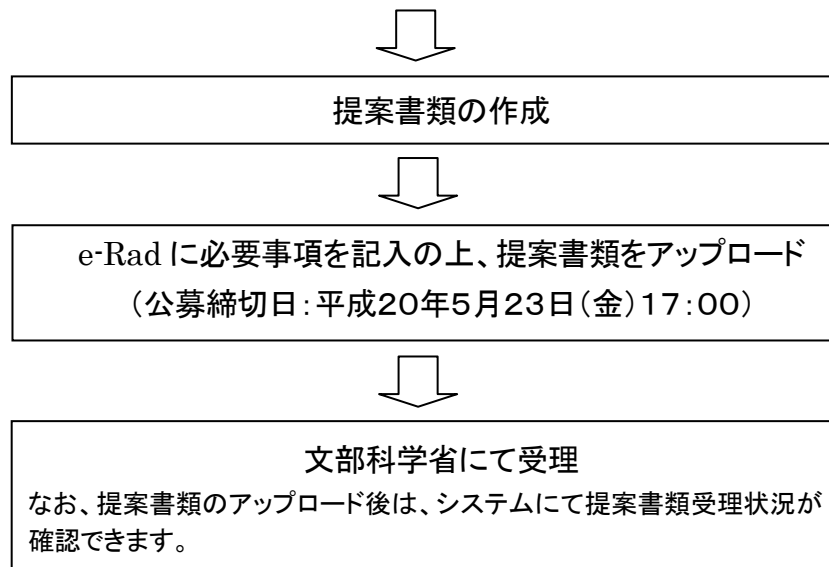 提案書類の作成
e-Rad に必要事項を記入の上、提案書類をアップロード
（公募締切日：平成２０年５月２３日（金）１７：００）
文部科学省にて受理
なお、提案書類のアップロード後は、システムにて提案書類受理状況が
確認できます。